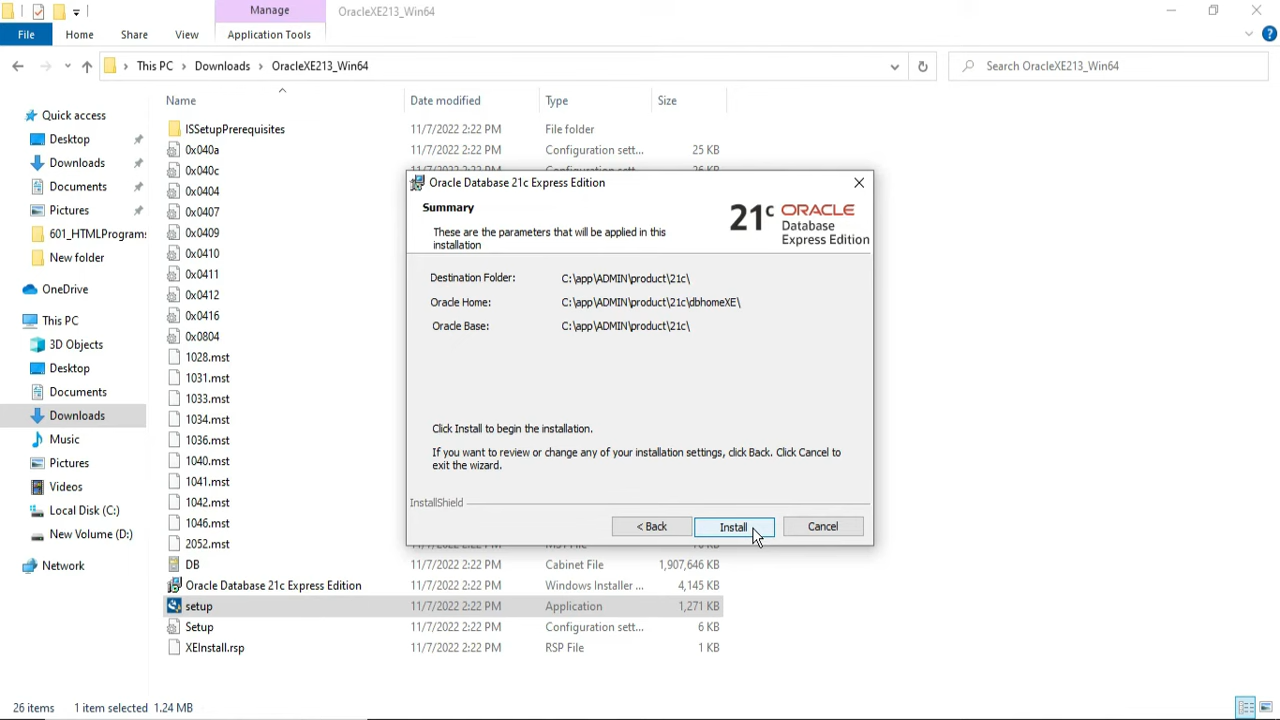 Manage
OracleXE213_Win64
File
Home
Share
View
Application Tools
This PC
Downloads
OracleXE213_Win64
Search OracleXE213_Win64
Name
Date modified
Type
Size
Quick access
Desktop
Downloads
Documents
Pictures
601_HTMLPrograms
New folder
OneDrive
This PC
3D Objects
Desktop
Documents
Downloads
Music
Pictures
Videos
Local Disk (C:)
New Volume (D:)
Network
ISSetupPrerequisites 11/7/2022 2:22 PM File folder
0x040a 11/7/2022 2:22 PM Configuration sett... 25 KB
0x040c 11/7/2022 2:22 PM Configuration sett... 26 KB
0x0404
0x0407
0x0409
0x0410
0x0411
0x0412
0x0416
0x0804
1028.mst
1031.mst
1033.mst
1034.mst
1036.mst
1040.mst
1041.mst
1042.mst
1046.mst
2052.mst
DB 11/7/2022 2:22 PM Cabinet File 1,907,646 KB
Oracle Database 21c Express Edition 11/7/2022 2:22 PM Windows Installer ... 4,145 KB
setup 11/7/2022 2:22 PM Application 1,271 KB
Setup 11/7/2022 2:22 PM Configuration sett... 6 KB
XEInstall.rsp 11/7/2022 2:22 PM RSP File 1 KB
Oracle Database 21c Express Edition
Summary
These are the parameters that will be applied in this
installation
21c ORACLE
Database
Express Edition
Destination Folder: C:\app\ADMIN\product\21c\
Oracle Home: C:\app\ADMIN\product\21c\dbhomeXE\
Oracle Base: C:\app\ADMIN\product\21c\
Click Install to begin the installation.
If you want to review or change any of your installation settings, click Back. Click Cancel to
exit the wizard.
InstallShield
< Back
Install
Cancel
26 items
1 item selected 1.24 MB